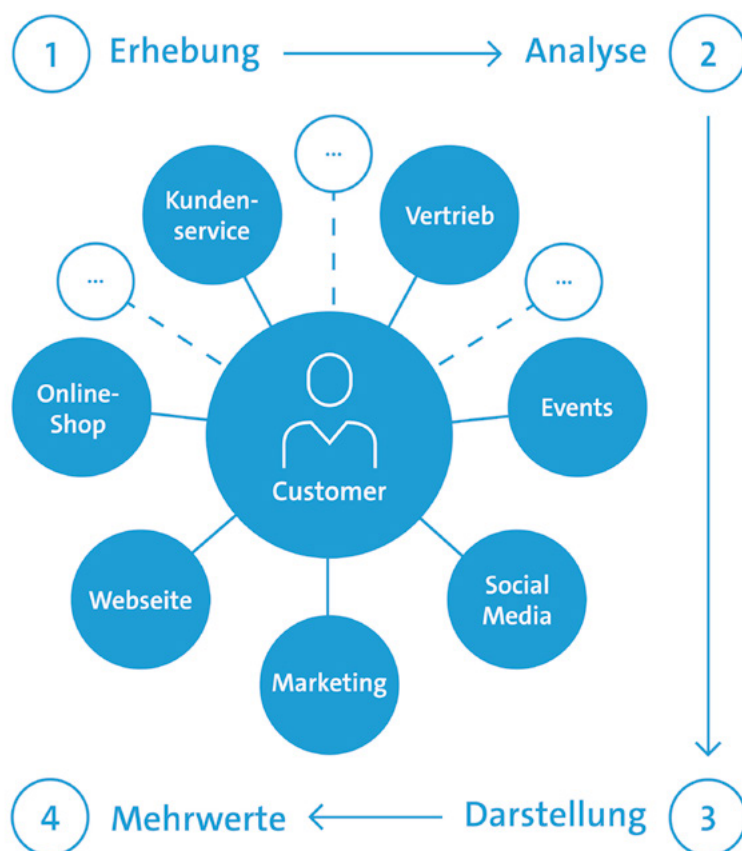 1 Erhebung Analyse 2
...
Kunden-
service
Vertrieb
...
...
Online-
Shop
Events
Customer
Webseite
Social
Media
Marketing
4 Mehrwerte Darstellung 3